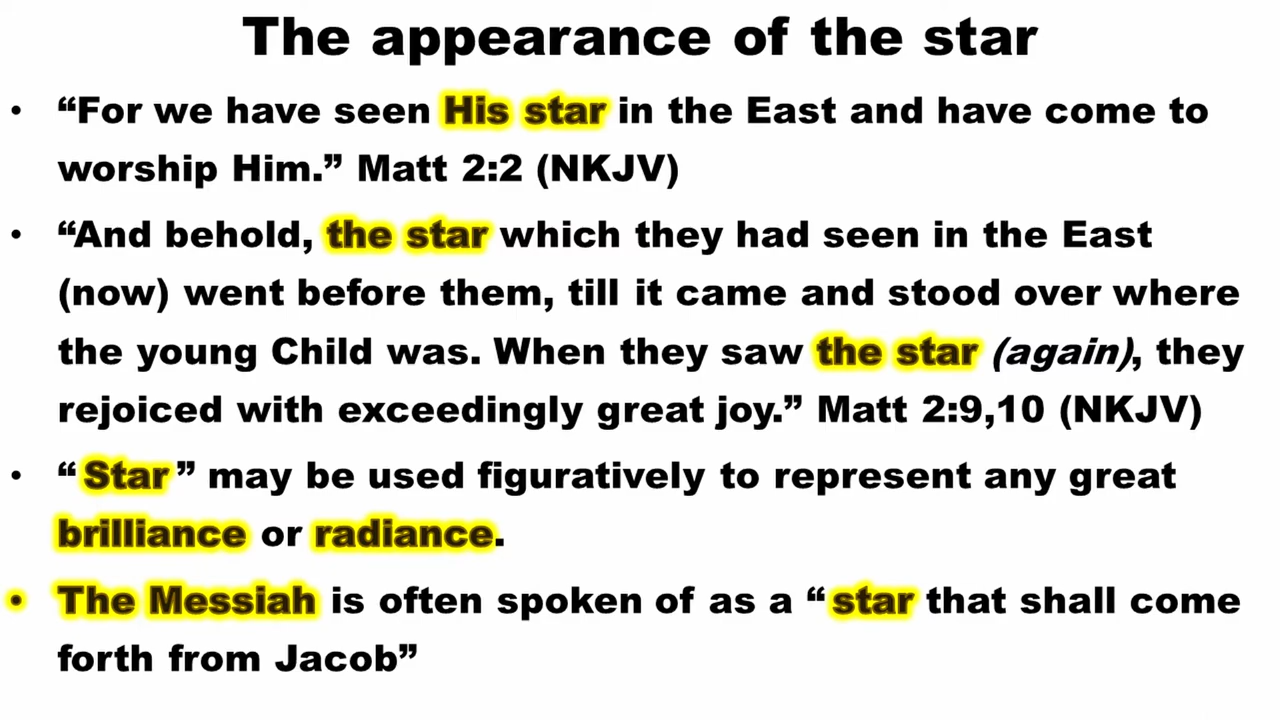 The appearance of the star
• “For we have seen His star in the East and have come to
worship Him.” Matt 2:2 (NKJV)
• “And behold, the star which they had seen in the East
(now) went before them, till it came and stood over where
the young Child was. When they saw the star (again), they
rejoiced with exceedingly great joy.” Matt 2:9,10 (NKJV)
• “Star” may be used figuratively to represent any great
brilliance or radiance.
• The Messiah is often spoken of as a “star that shall come
forth from Jacob”